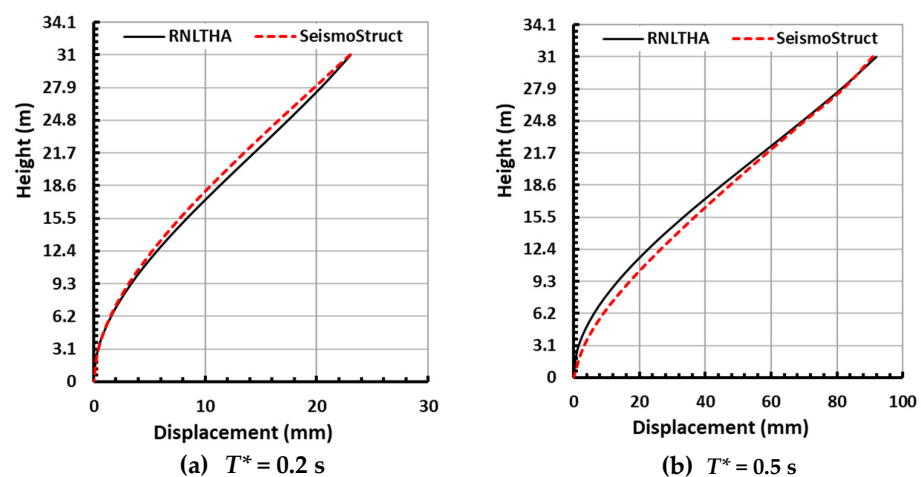 34.1
RNLTHA SeismoStruct
31
27.9
24.8
21.7
18.6
15.5
12.4
9.3
6.2
3.1
0
Height (m)
0 10 20 30
Displacement (mm)
(a) T* = 0.2 s
34.1
RNLTHA SeismoStruct
31
27.9
24.8
21.7
18.6
15.5
12.4
9.3
6.2
3.1
0
Height (m)
0 20 40 60 80 100
Displacement (mm)
(b) T* = 0.5 s